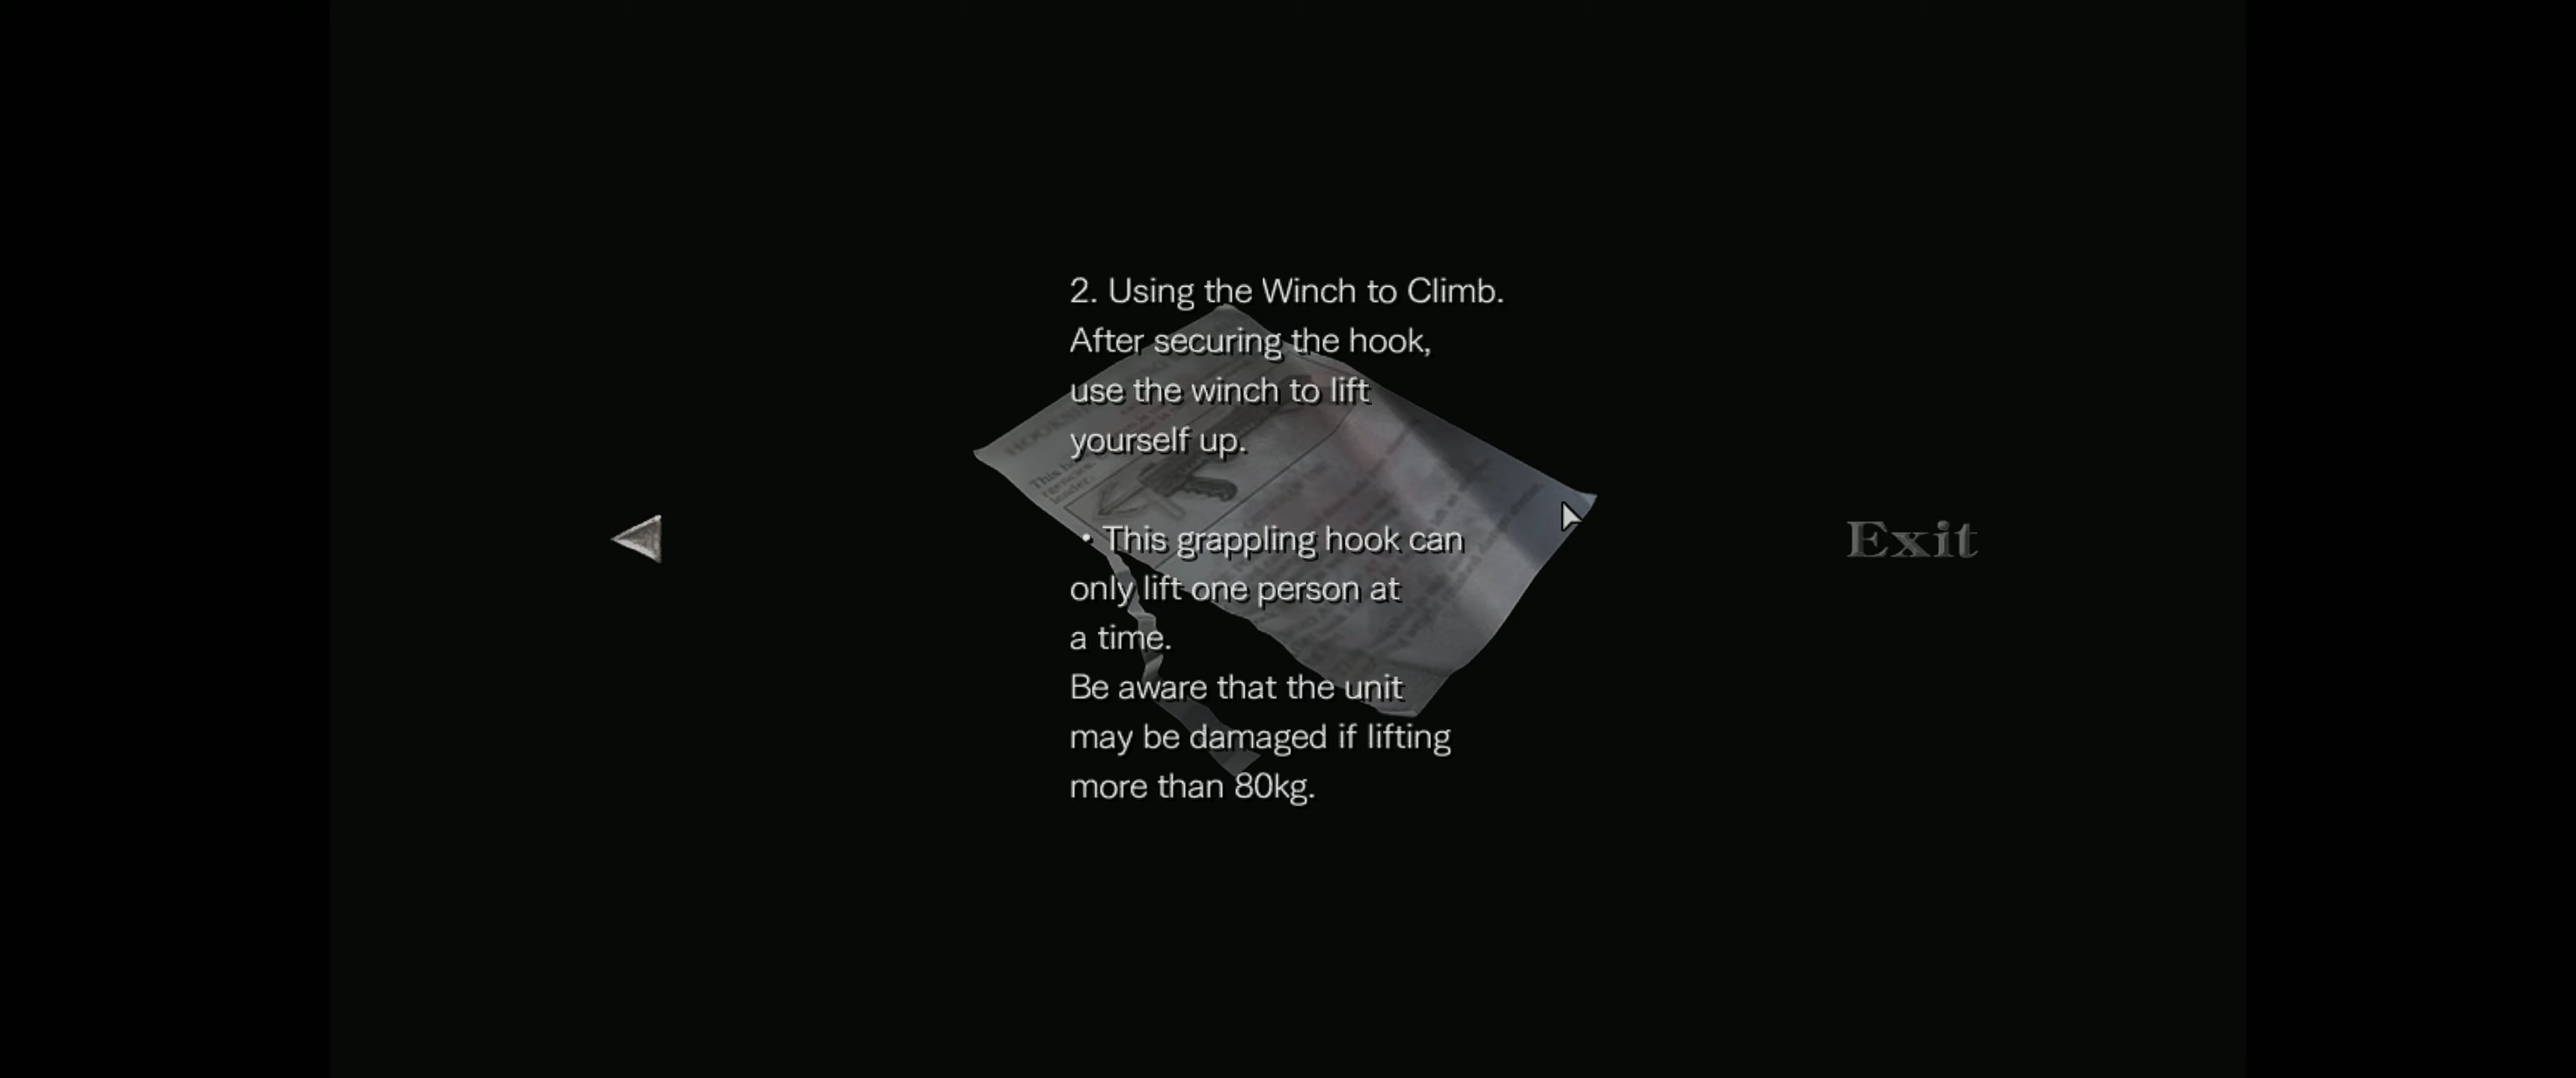 2. Using the Winch to Climb.
After securing the hook,
use the winch to lift
yourself up.
• This grappling hook can
only lift one person at
a time.
Be aware that the unit
may be damaged if lifting
more than 80kg.
Exit